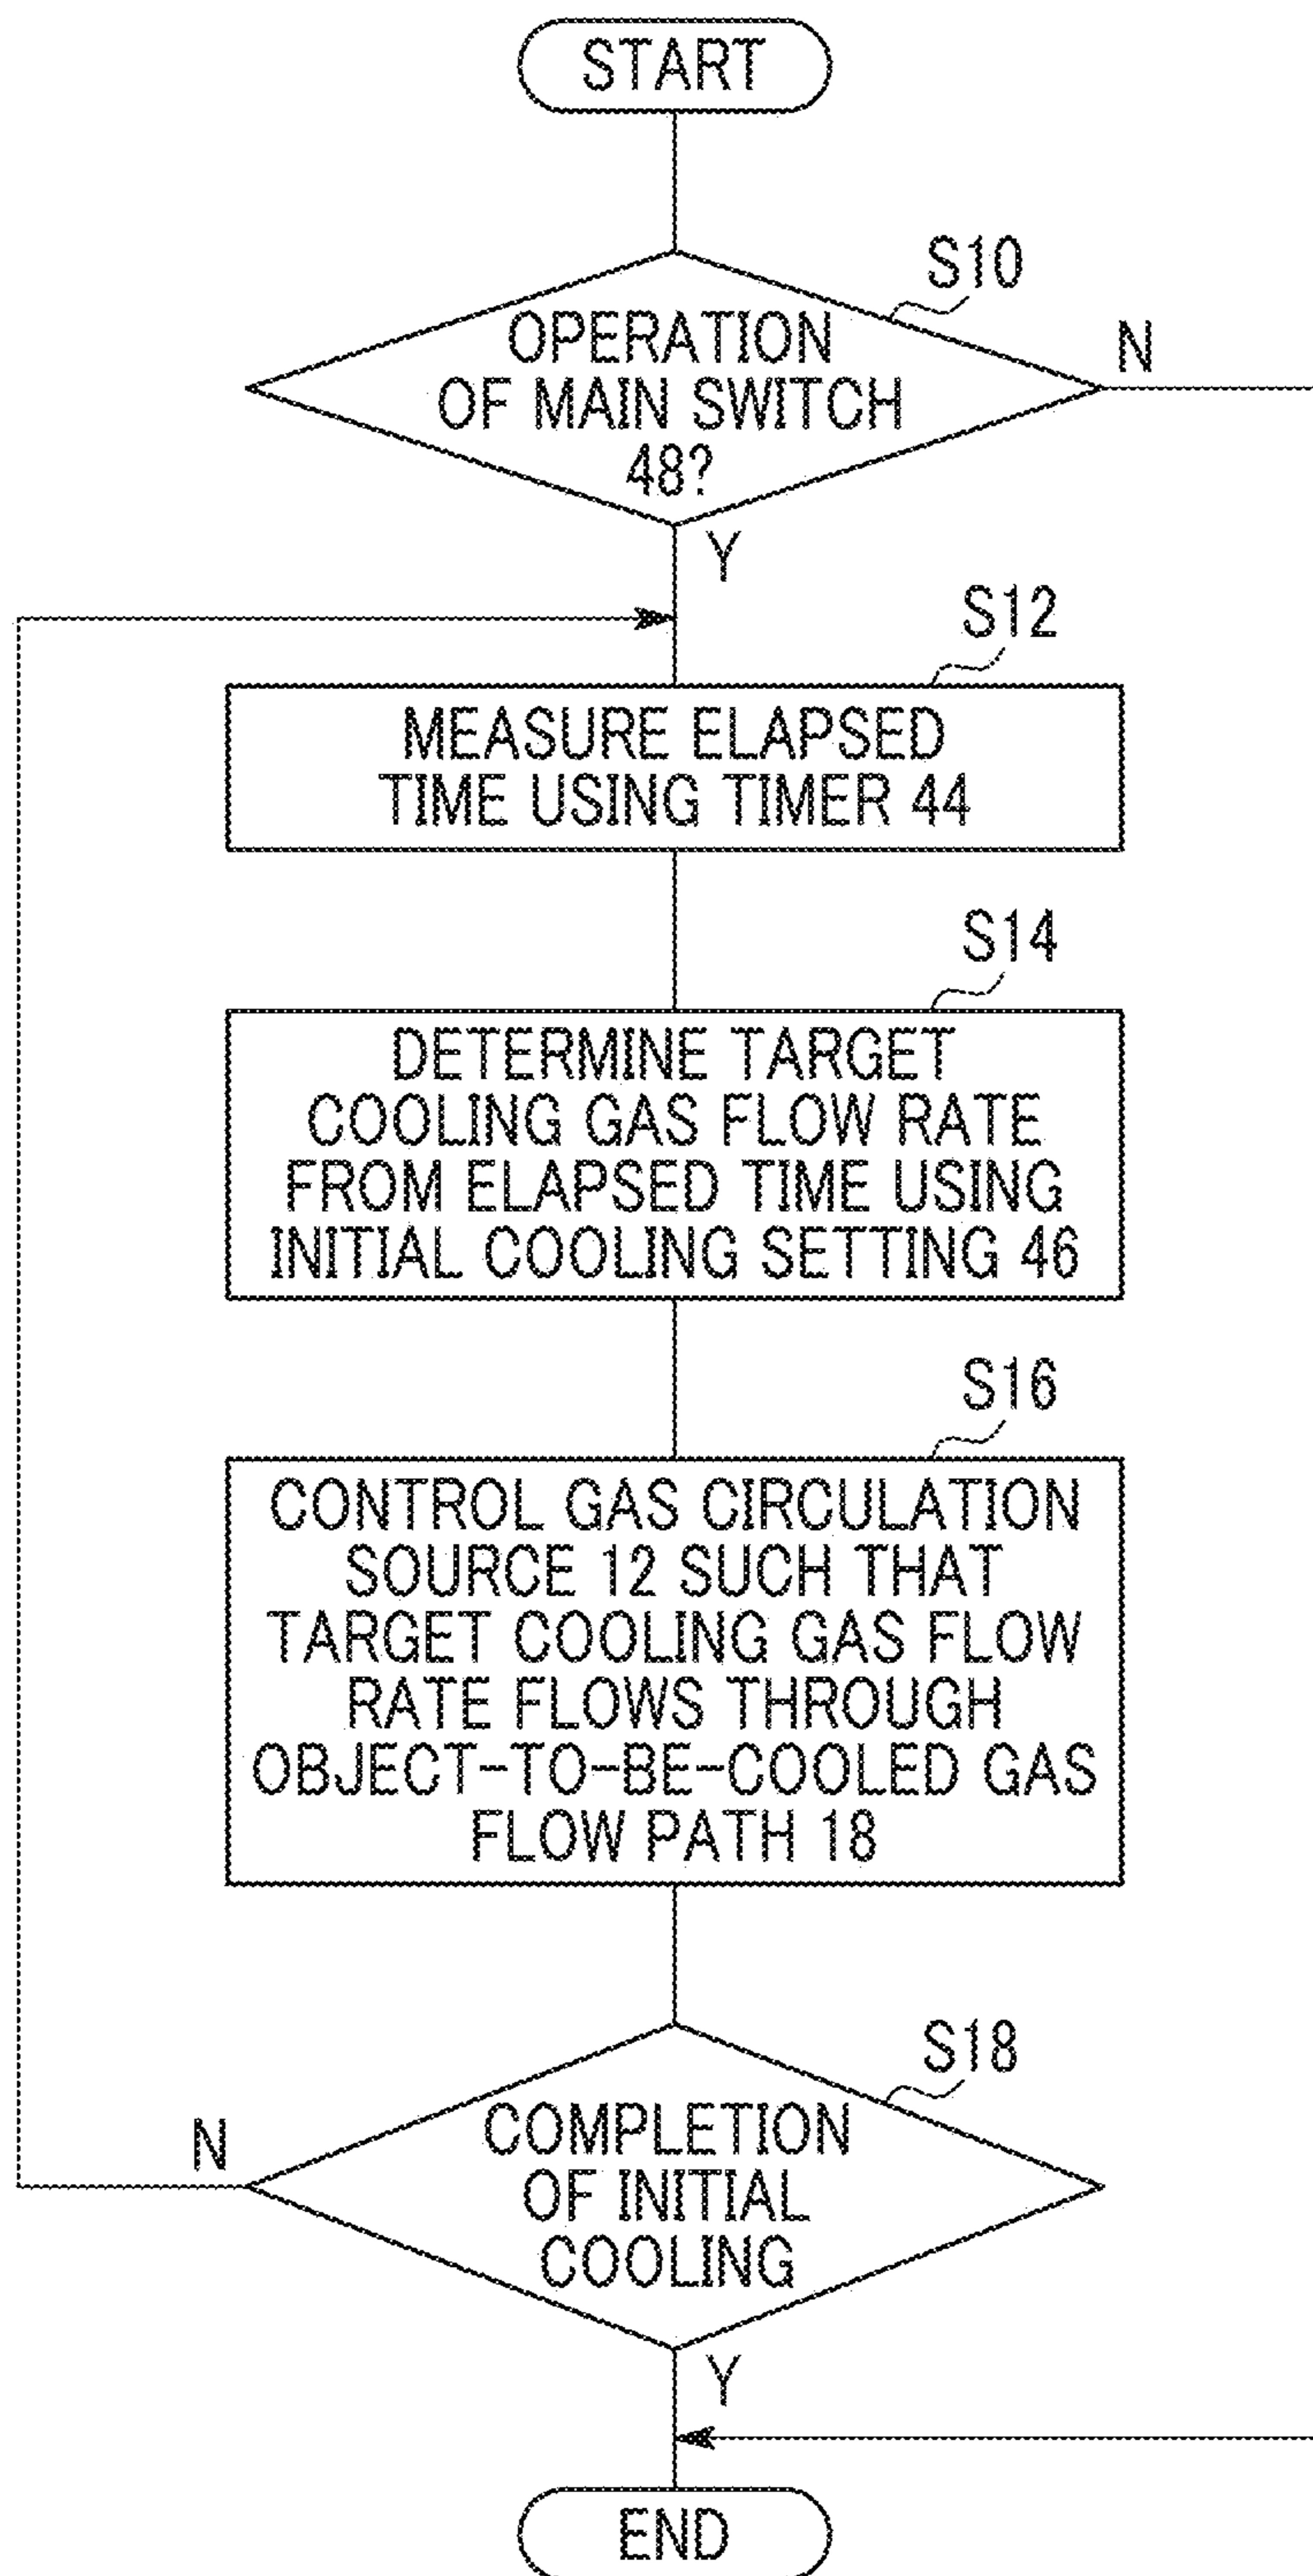 START
S10
OPERATION
OF MAIN SWITCH
48?
N
Y
S12
MEASURE ELAPSED
TIME USING TIMER 44
S14
DETERMINE TARGET
COOLING GAS FLOW RATE
FROM ELAPSED TIME USING
INITIAL COOLING SETTING 46
S16
CONTROL GAS CIRCULATION
SOURCE 12 SUCH THAT
TARGET COOLING GAS FLOW
RATE FLOWS THROUGH
OBJECT-TO-BE-COOLED GAS
FLOW PATH 18
S18
COMPLETION
OF INITIAL
COOLING
N
Y
END